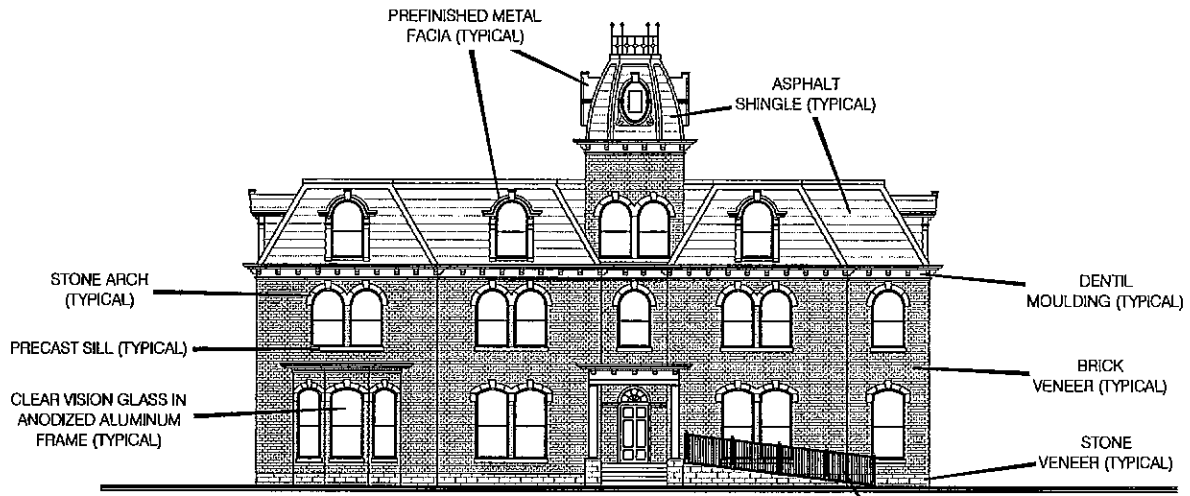 PREFINISHED METAL
FACIA (TYPICAL)
ASPHALT
SHINGLE (TYPICAL)
STONE ARCH
(TYPICAL)
DENTIL
MOULDING (TYPICAL)
PRECAST SILL (TYPICAL)
BRICK
VENEER (TYPICAL)
CLEAR VISION GLASS IN
ANODIZED ALUMINUM
FRAME (TYPICAL)
STONE
VENEER (TYPICAL)